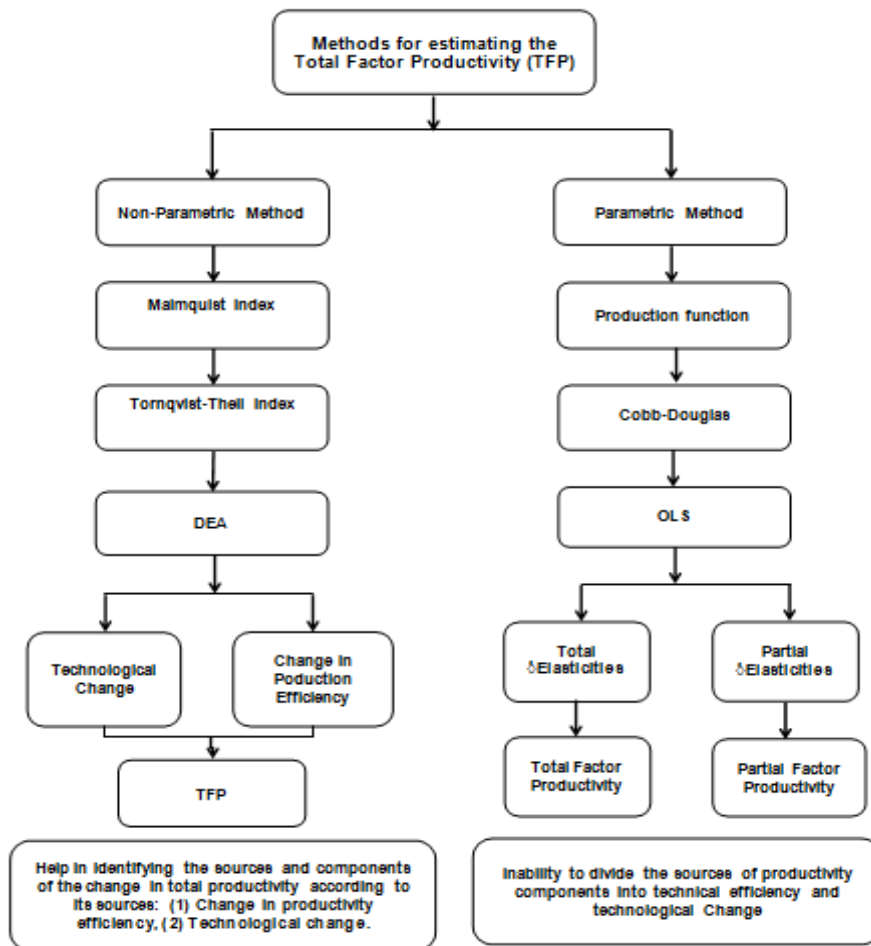 Methods for estimating the
Total Factor Productivity (TFP)
Non-Parametric Method
Parametric Method
Malmquist Index
Production function
Tornqvist-Theil Index
Cobb-Douglas
DEA
OLS
Technological
Change
Change in
Poduction
Efficiency
Total
Elasticities
Partial
Elasticities
TFP
Total Factor
Productivity
Partial Factor
Productivity
Help in identifying the sources and components
of the change in total productivity according to
its sources: (1) Change in productivity
efficiency, (2) Technological change.
Inability to divide the sources of productivity
components into technical efficiency and
technological Change